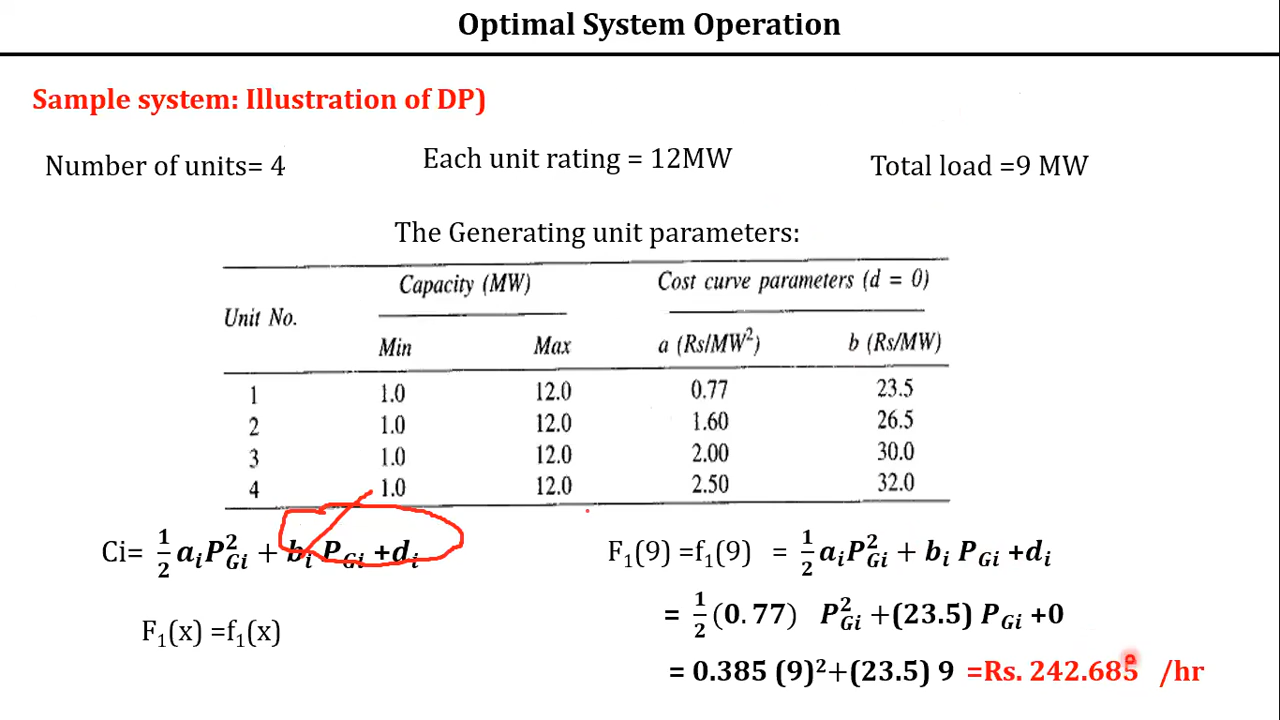 Optimal System Operation
Sample system: Illustration of DP)
Number of units= 4
Each unit rating = 12MW
Total load =9 MW
The Generating unit parameters:
Unit No. Capacity (MW) Cost curve parameters (d = 0)
Min Max a (Rs/MW²) b (Rs/MW)
1 1.0 12.0 0.77 23.5
2 1.0 12.0 1.60 26.5
3 1.0 12.0 2.00 30.0
4 1.0 12.0 2.50 32.0
Ci= 1/2 aᵢP²Gi + bᵢ PGi +dᵢ
F₁(x) =f₁(x)
F₁(9) =f₁(9) = 1/2 aᵢP²Gi + bᵢ PGi +dᵢ
= 1/2 (0.77) P²Gi +(23.5) PGi +0
= 0.385 (9)²+(23.5) 9 =Rs. 242.685 /hr